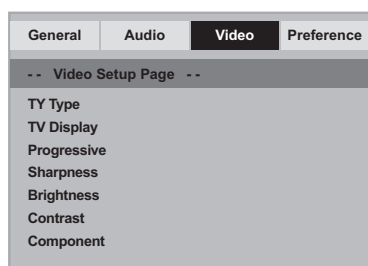 General Audio Video Preference
- - Video Setup Page - -
TY Type
TV Display
Progressive
Sharpness
Brightness
Contrast
Component